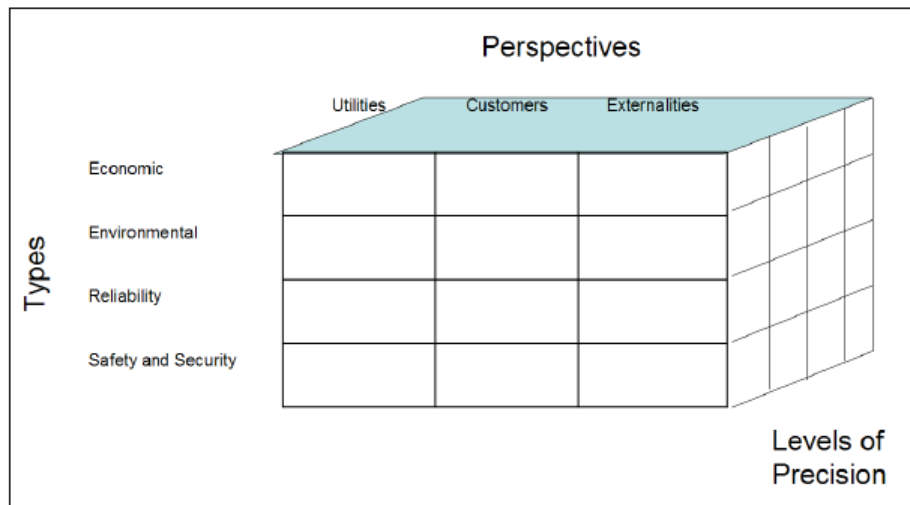 Perspectives
Utilities Customers Externalities
Types
Economic
Environmental
Reliability
Safety and Security
Levels of
Precision